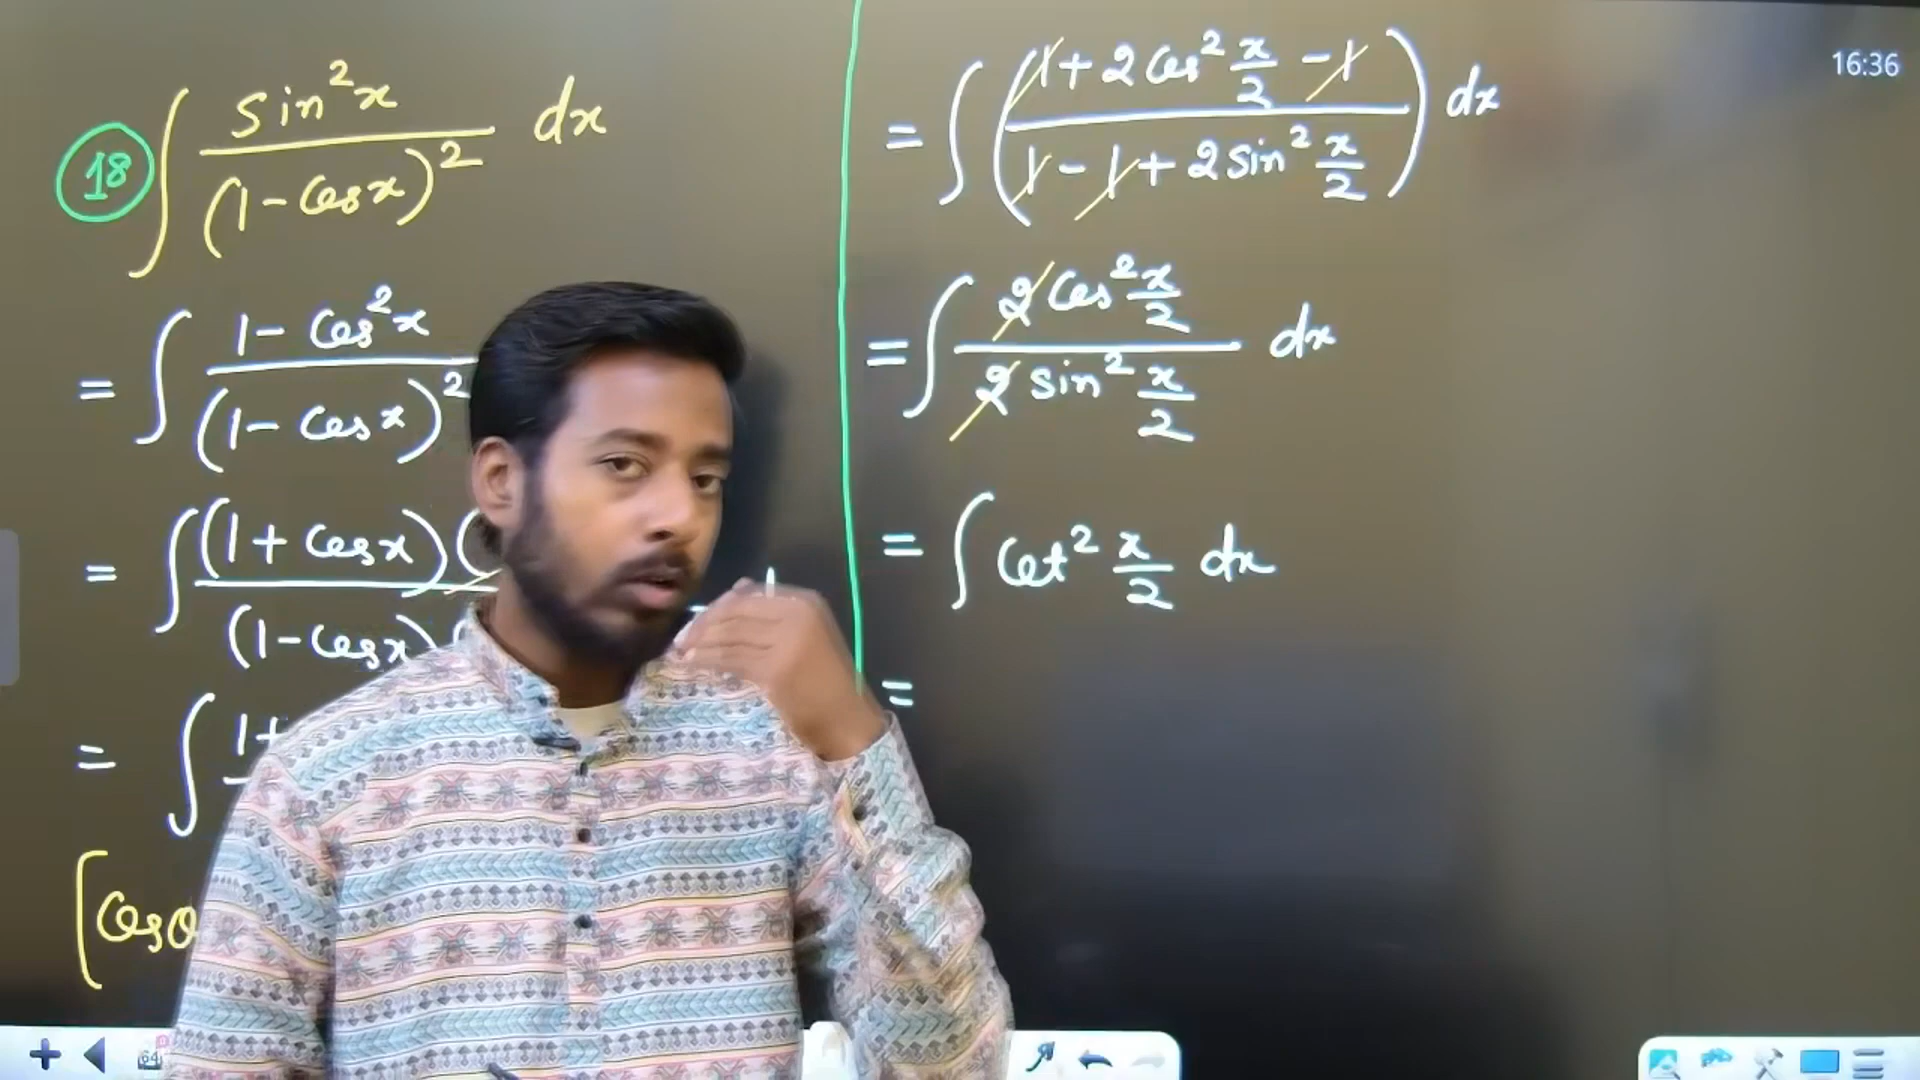 18 ∫ sin²x / (1-cosx)² dx
= ∫ 1-cos²x / (1-cosx)²
= ∫ (1+cosx)( / (1-cosx)(
= ∫ 1+
[cosθ
= ∫ ( 1+2cos² x/2 -1 / 1-1+2sin² x/2 ) dx
= ∫ 2cos² x/2 / 2sin² x/2 dx
= ∫ cot² x/2 dx
=
16:36
64